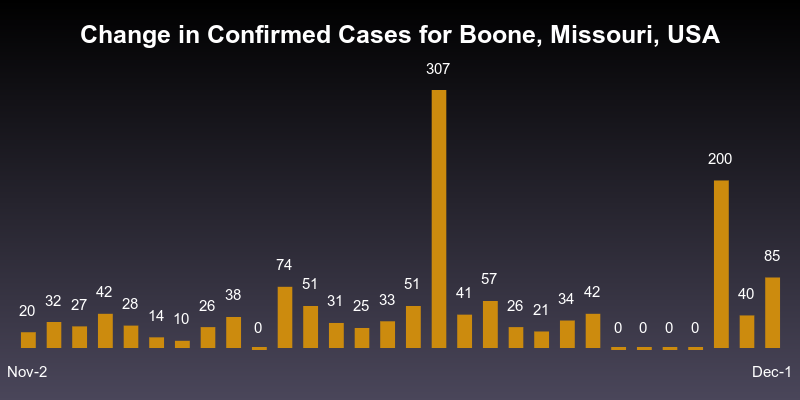 Change in Confirmed Cases for Boone, Missouri, USA
20 32 27 42 28 14 10 26 38 0 74 51 31 25 33 51 307 41 57 26 21 34 42 0 0 0 0 200 40 85
Nov-2 Dec-1